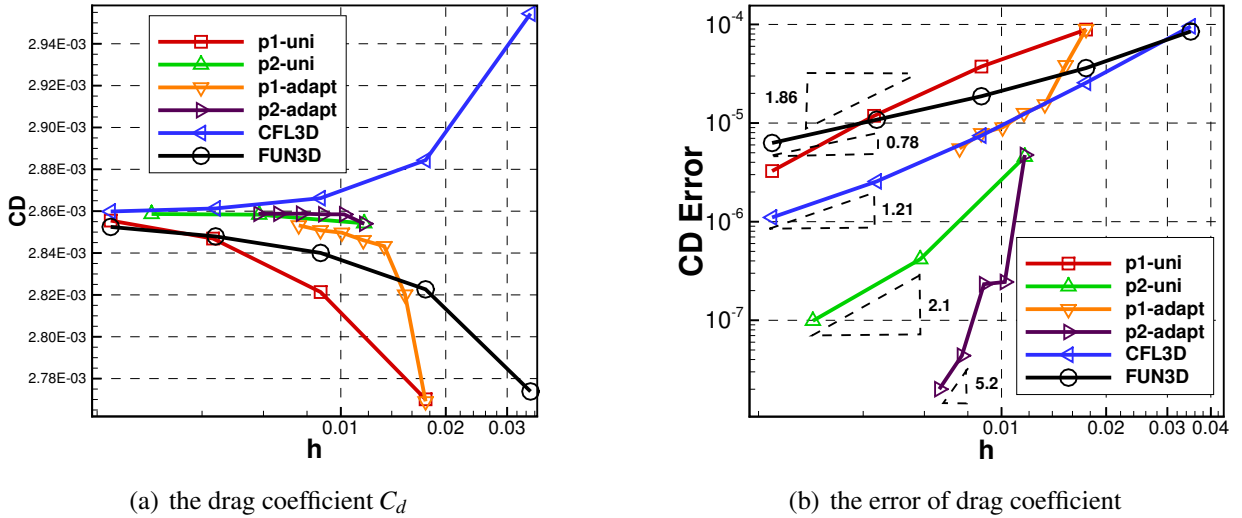 CD
2.94E-03
2.92E-03
2.90E-03
2.88E-03
2.86E-03
2.84E-03
2.82E-03
2.80E-03
2.78E-03
p1-uni
p2-uni
p1-adapt
p2-adapt
CFL3D
FUN3D
0.01
0.02
0.03
h
(a) the drag coefficient C_d
CD Error
10^-4
10^-5
10^-6
10^-7
1.86
0.78
1.21
2.1
5.2
p1-uni
p2-uni
p1-adapt
p2-adapt
CFL3D
FUN3D
0.01
0.02
0.03
0.04
h
(b) the error of drag coefficient